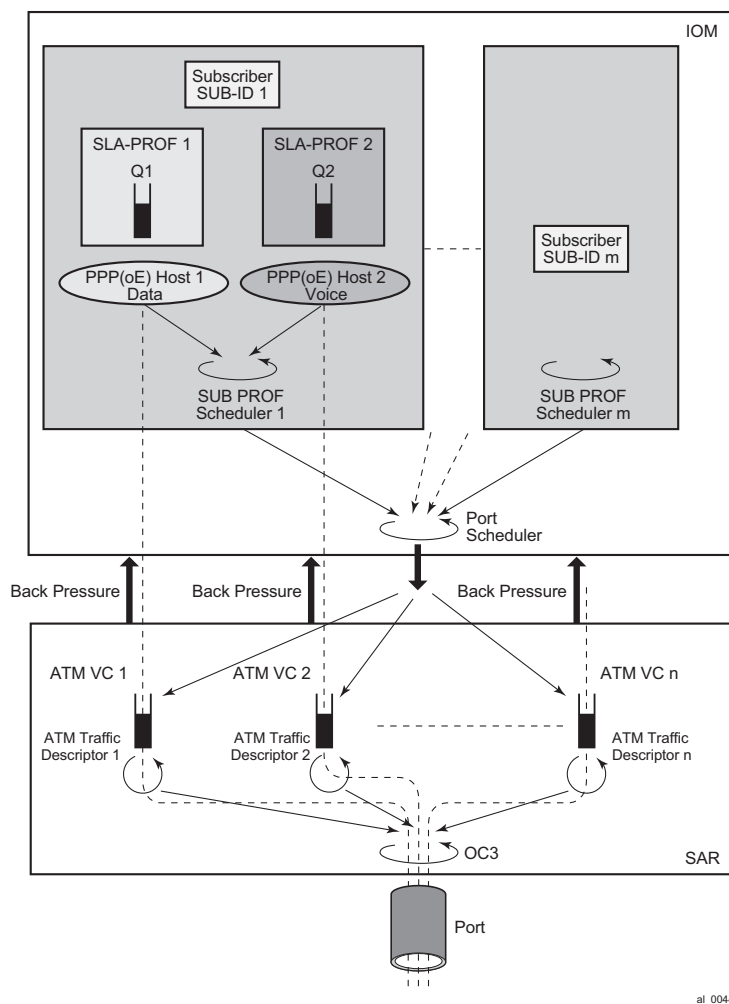 IOM
Subscriber
SUB-ID 1
SLA-PROF 1
Q1
SLA-PROF 2
Q2
PPP(oE) Host 1
Data
PPP(oE) Host 2
Voice
SUB PROF
Scheduler 1
Subscriber
SUB-ID m
SUB PROF
Scheduler m
Port
Scheduler
Back Pressure
Back Pressure
Back Pressure
ATM VC 1
ATM VC 2
ATM VC n
ATM Traffic
Descriptor 1
ATM Traffic
Descriptor 2
ATM Traffic
Descriptor n
OC3
SAR
Port